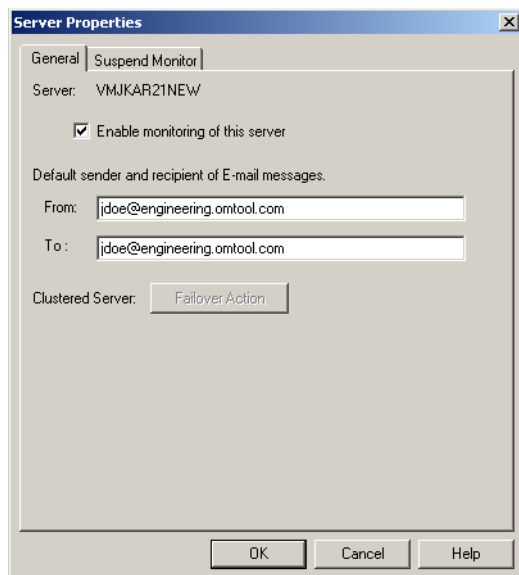 Server Properties
General Suspend Monitor
Server: VMJKAR21NEW
Enable monitoring of this server
Default sender and recipient of E-mail messages.
From: jdoe@engineering.omtool.com
To : jdoe@engineering.omtool.com
Clustered Server: Failover Action
OK Cancel Help